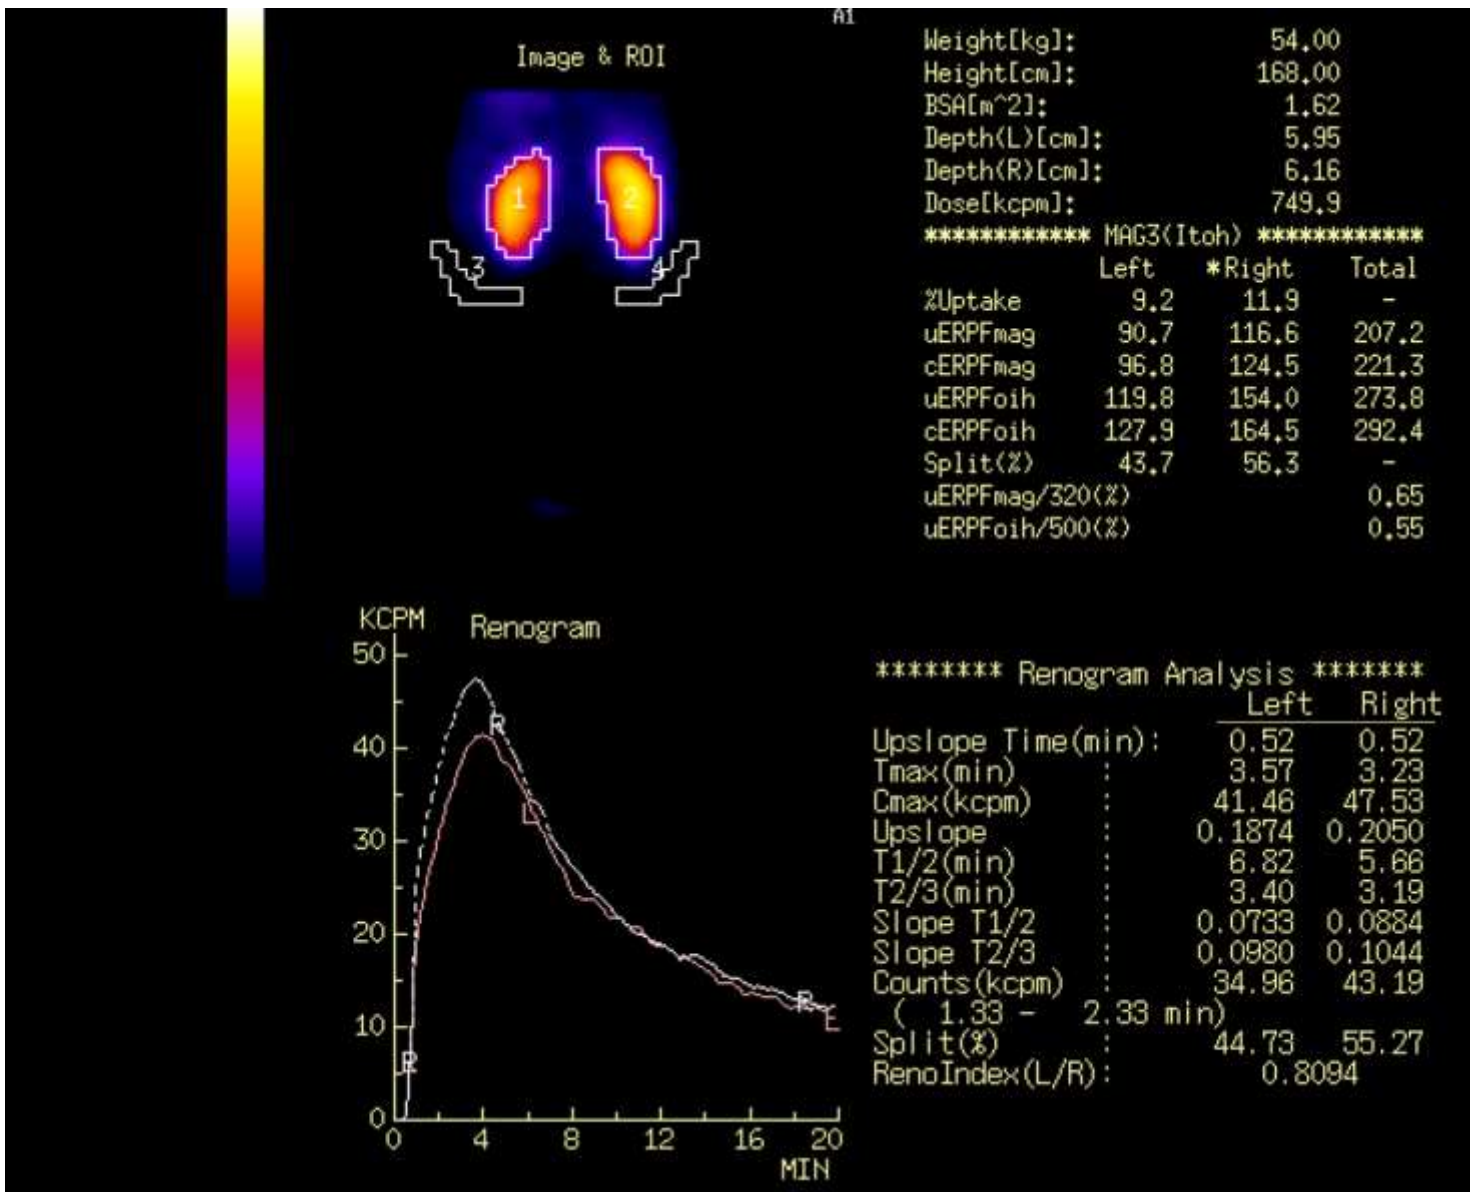 A1
Image & ROI
1
2
3
4
Weight[kg]: 54.00
Height[cm]: 168.00
BSA[m^2]: 1.62
Depth(L)[cm]: 5.95
Depth(R)[cm]: 6.16
Dose[kcpm]: 749.9
************ MAG3(Itoh) ************
Left *Right Total
%Uptake 9.2 11.9 -
uERPFmag 90.7 116.6 207.2
cERPFmag 96.8 124.5 221.3
uERPFoih 119.8 154.0 273.8
cERPFoih 127.9 164.5 292.4
Split(%) 43.7 56.3 -
uERPFmag/320(%) 0.65
uERPFoih/500(%) 0.55
KCPM
Renogram
50
40
30
20
10
0
R
L
R
R
L
0 4 8 12 16 20
MIN
******** Renogram Analysis *******
Left Right
Upslope Time(min): 0.52 0.52
Tmax(min) : 3.57 3.23
Cmax(kcpm) : 41.46 47.53
Upslope : 0.1874 0.2050
T1/2(min) : 6.82 5.66
T2/3(min) : 3.40 3.19
Slope T1/2 : 0.0733 0.0884
Slope T2/3 : 0.0980 0.1044
Counts(kcpm) : 34.96 43.19
( 1.33 - 2.33 min)
Split(%) : 44.73 55.27
RenoIndex(L/R): 0.8094